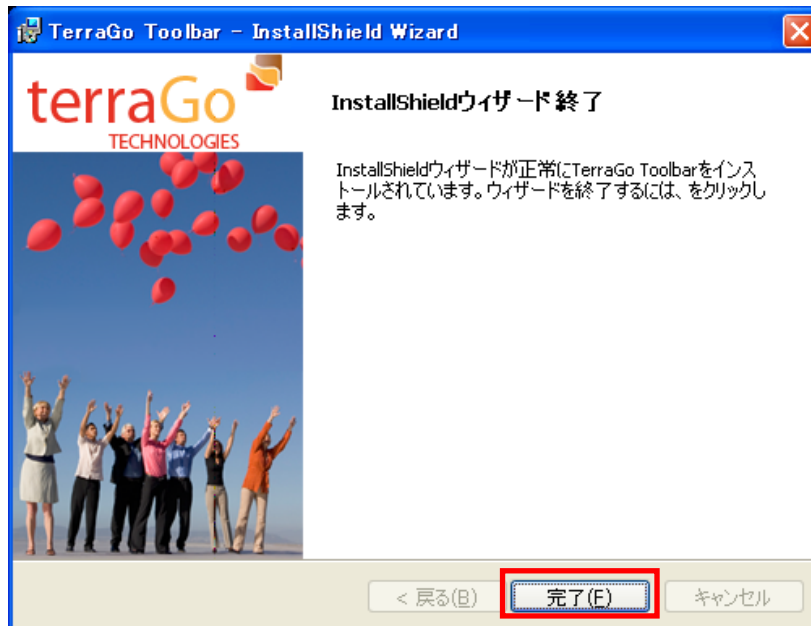 TerraGo Toolbar - InstallShield Wizard
terraGo
TECHNOLOGIES
InstallShieldウィザード 終了
InstallShieldウィザードが正常にTerraGo Toolbarをインス
トールされています。ウィザードを終了するには、をクリックし
ます。
< 戻る(B)
完了(F)
キャンセル